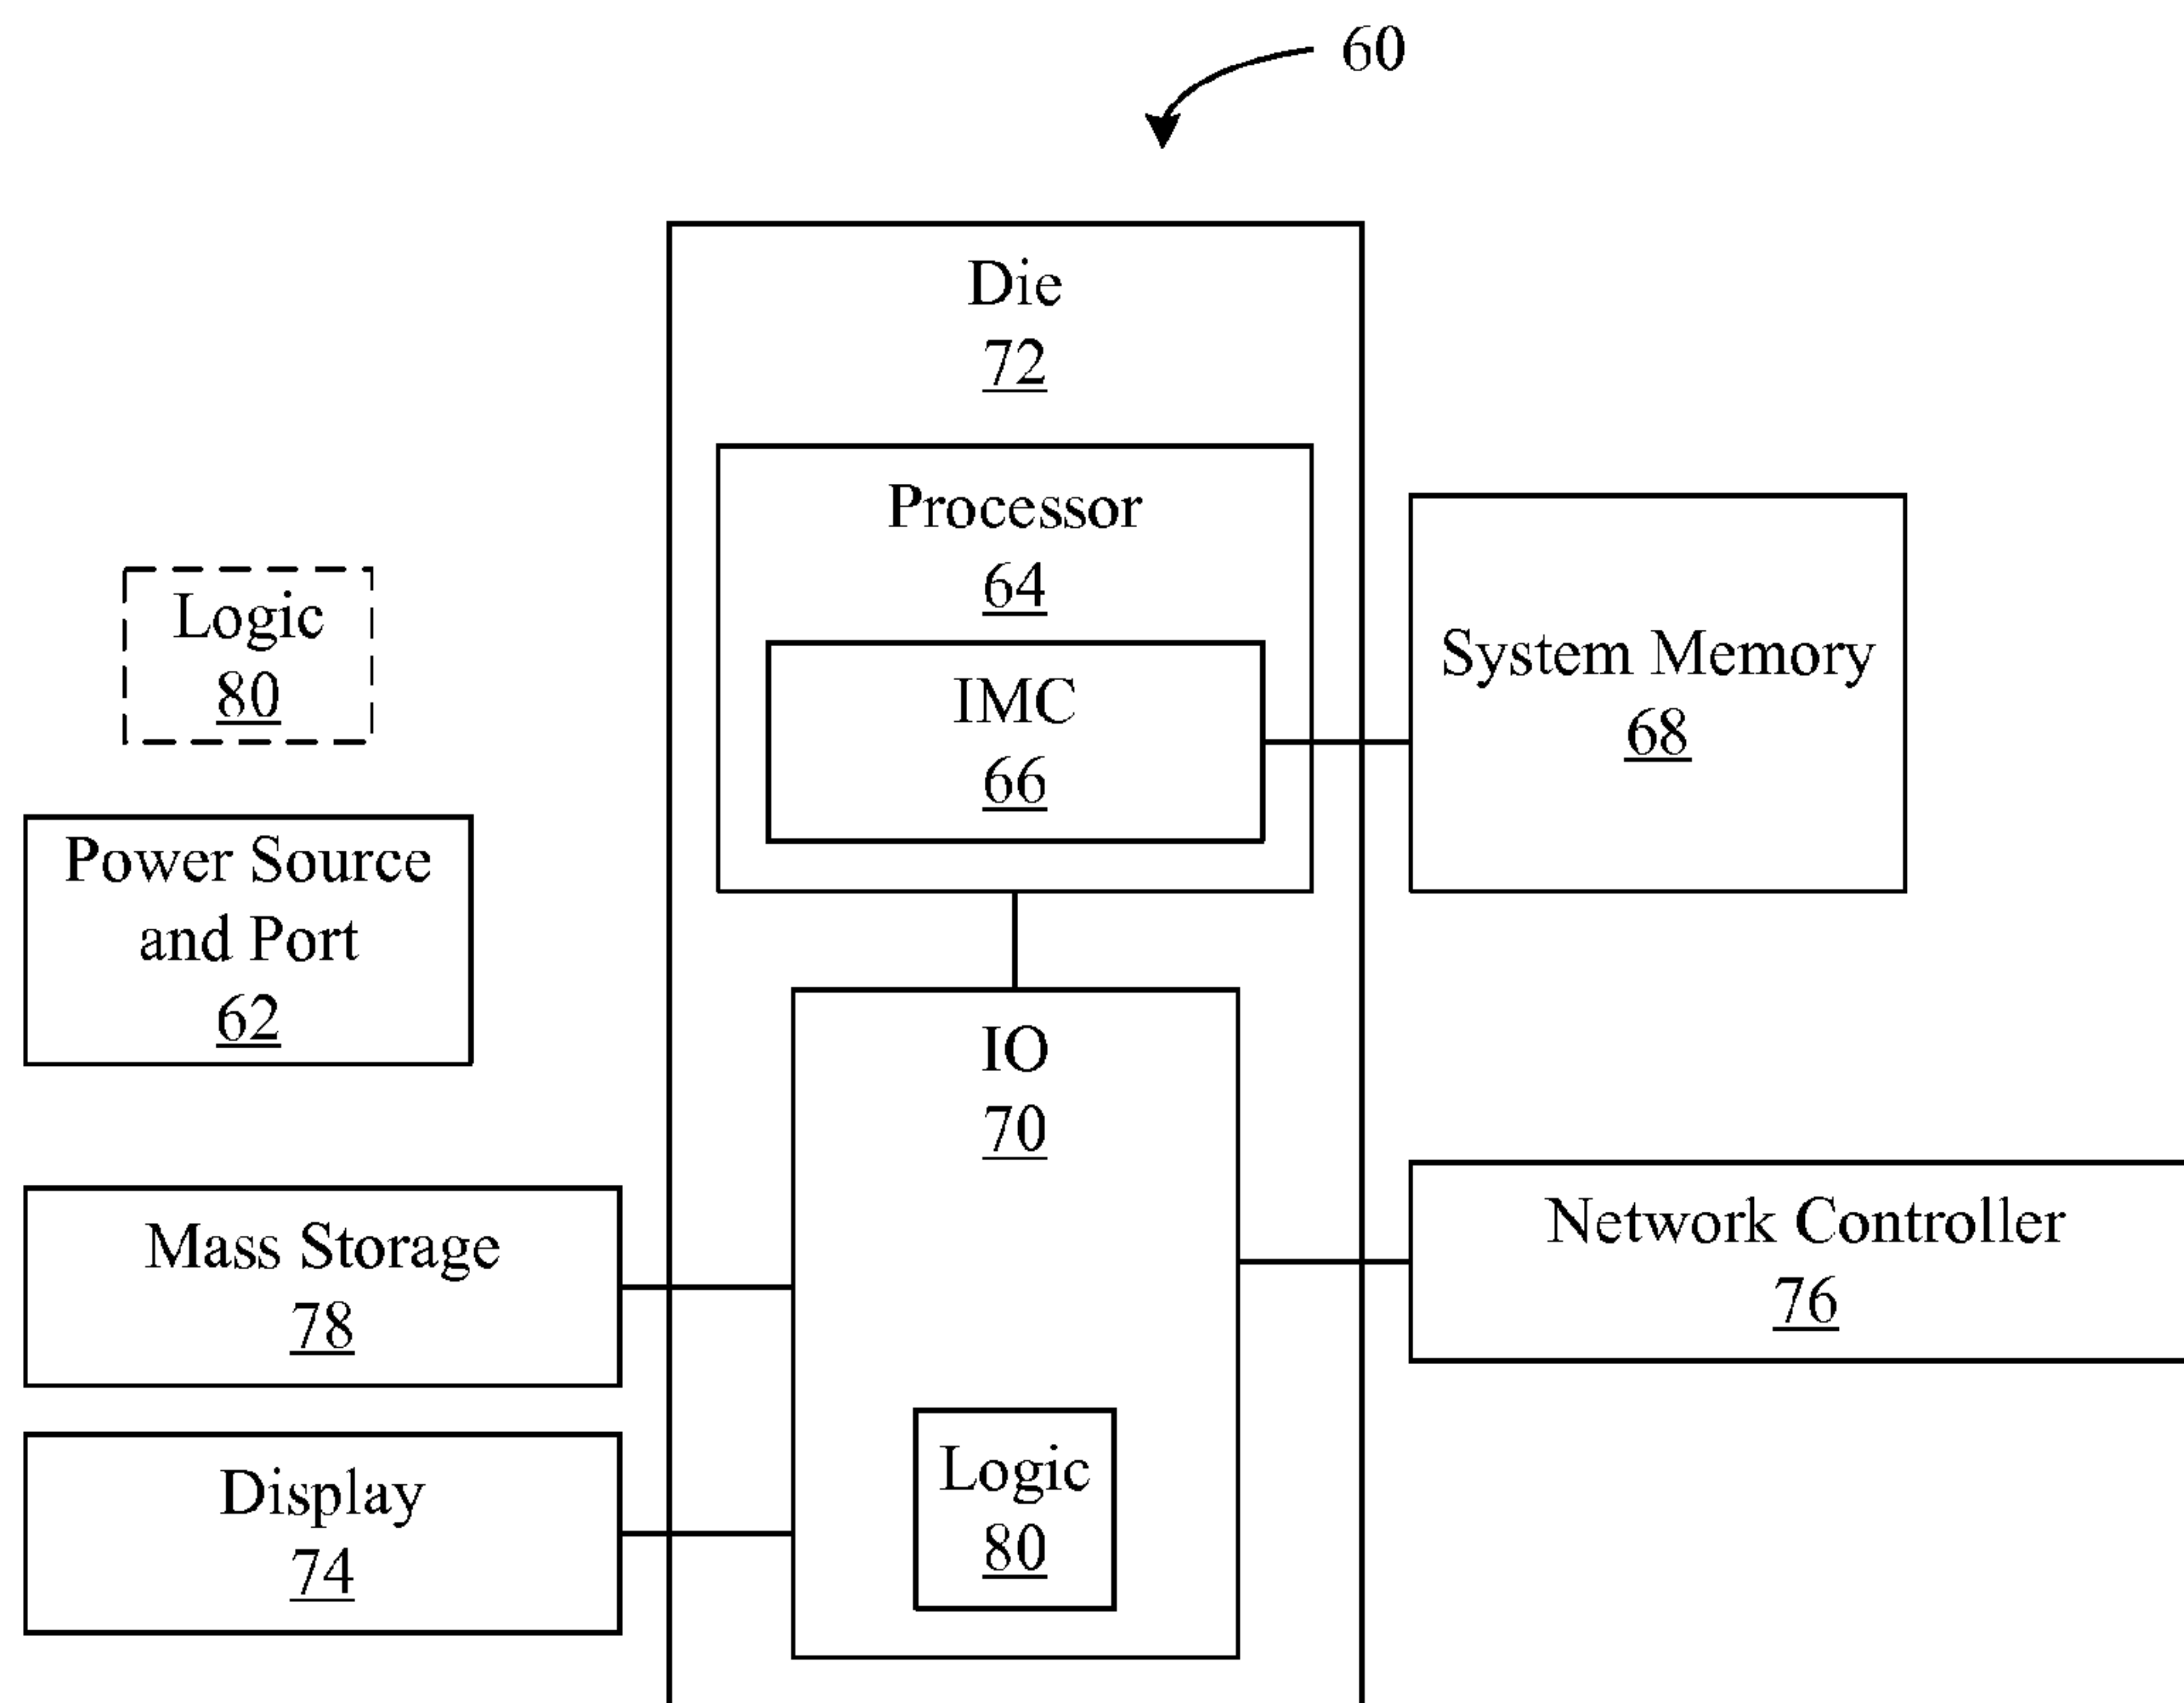 60
Die
72
Processor
64
IMC
66
System Memory
68
Logic
80
Power Source
and Port
62
IO
70
Mass Storage
78
Network Controller
76
Display
74
Logic
80